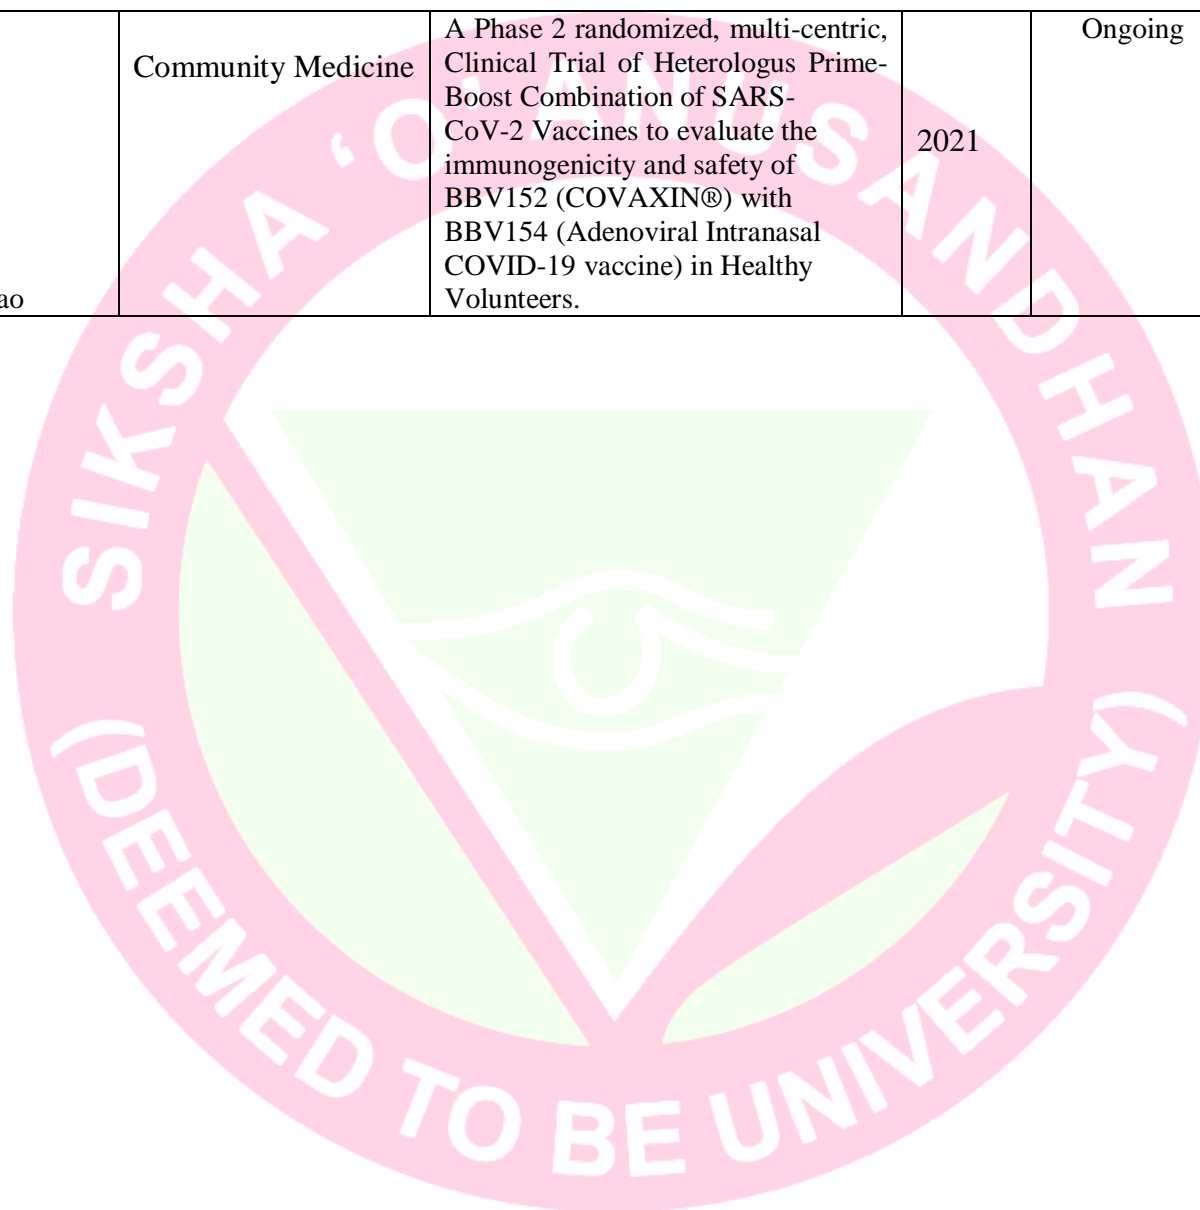 Community Medicine
A Phase 2 randomized, multi-centric,
Clinical Trial of Heterologus Prime-
Boost Combination of SARS-
CoV-2 Vaccines to evaluate the
immunogenicity and safety of
BBV152 (COVAXIN®) with
BBV154 (Adenoviral Intranasal
COVID-19 vaccine) in Healthy
Volunteers.
2021
Ongoing
ao
SIKSHA 'O' ANUSANDHAN
(DEEMED TO BE UNIVERSITY)